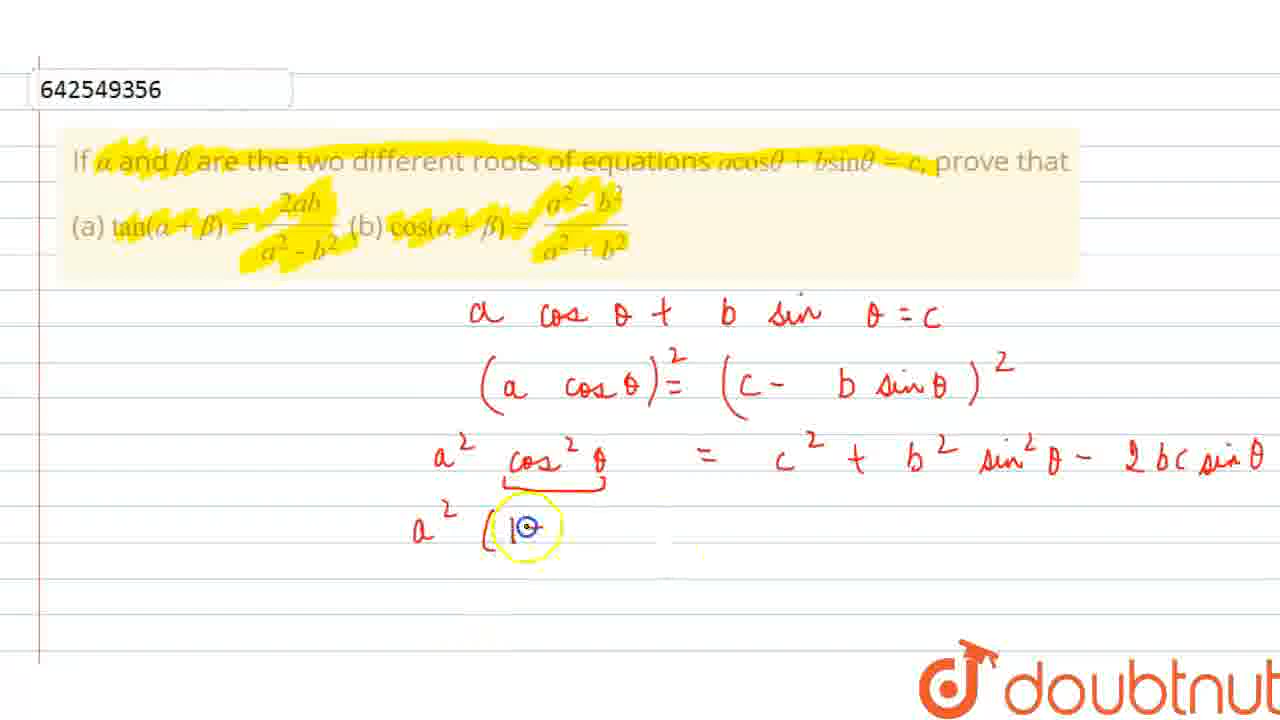 642549356
If α and β are the two different roots of equations acosθ + bsinθ = c, prove that
(a) tan(α + β) = 2ab / a² - b² (b) cos(α + β) = a² - b² / a² + b²
a cos θ + b sin θ = c
(a cos θ)² = (c - b sin θ)²
a² cos² θ = c² + b² sin² θ - 2bc sin θ
a² (1
doubtnut